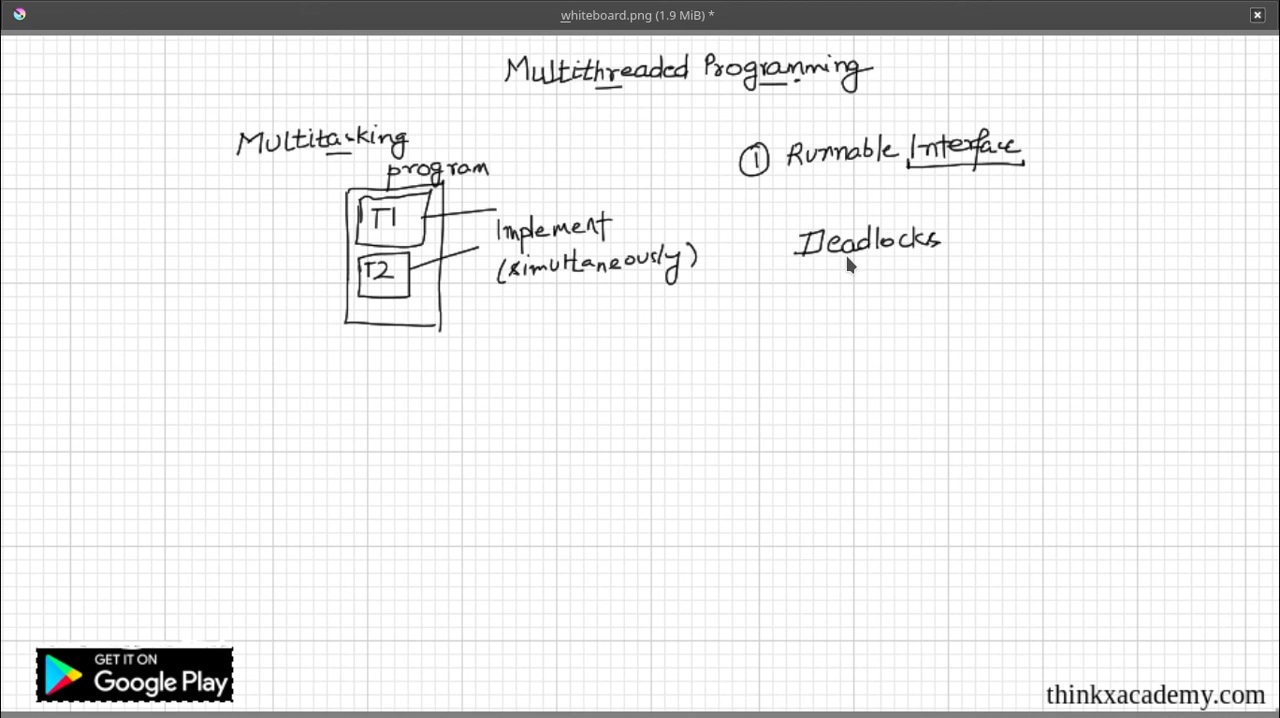 whiteboard.png (1.9 MiB) *
Multithreaded Programming
Multitasking
program
T1
T2
Implement
(simultaneously)
① Runnable Interface
Deadlocks
GET IT ON
Google Play
thinkxacademy.com